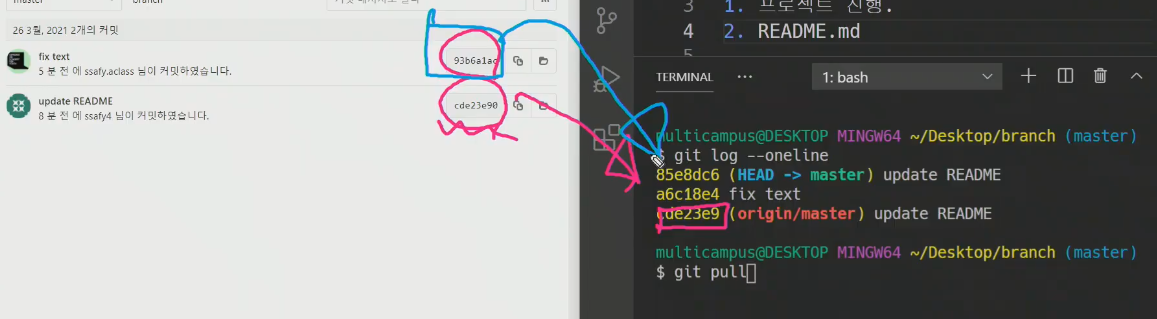 master
branch
26 3월, 2021 2개의 커밋
fix text
93b6a1ac
5 분 전 에 ssafy.aclass 님이 커밋하였습니다.
update README
cde23e90
8 분 전 에 ssafy4 님이 커밋하였습니다.
3 1. 프로젝트 진행.
4 2. README.md
5
TERMINAL ··· 1: bash
multicampus@DESKTOP MINGW64 ~/Desktop/branch (master)
$ git log --oneline
85e8dc6 (HEAD -> master) update README
a6c18e4 fix text
cde23e9 (origin/master) update README
multicampus@DESKTOP MINGW64 ~/Desktop/branch (master)
$ git pull